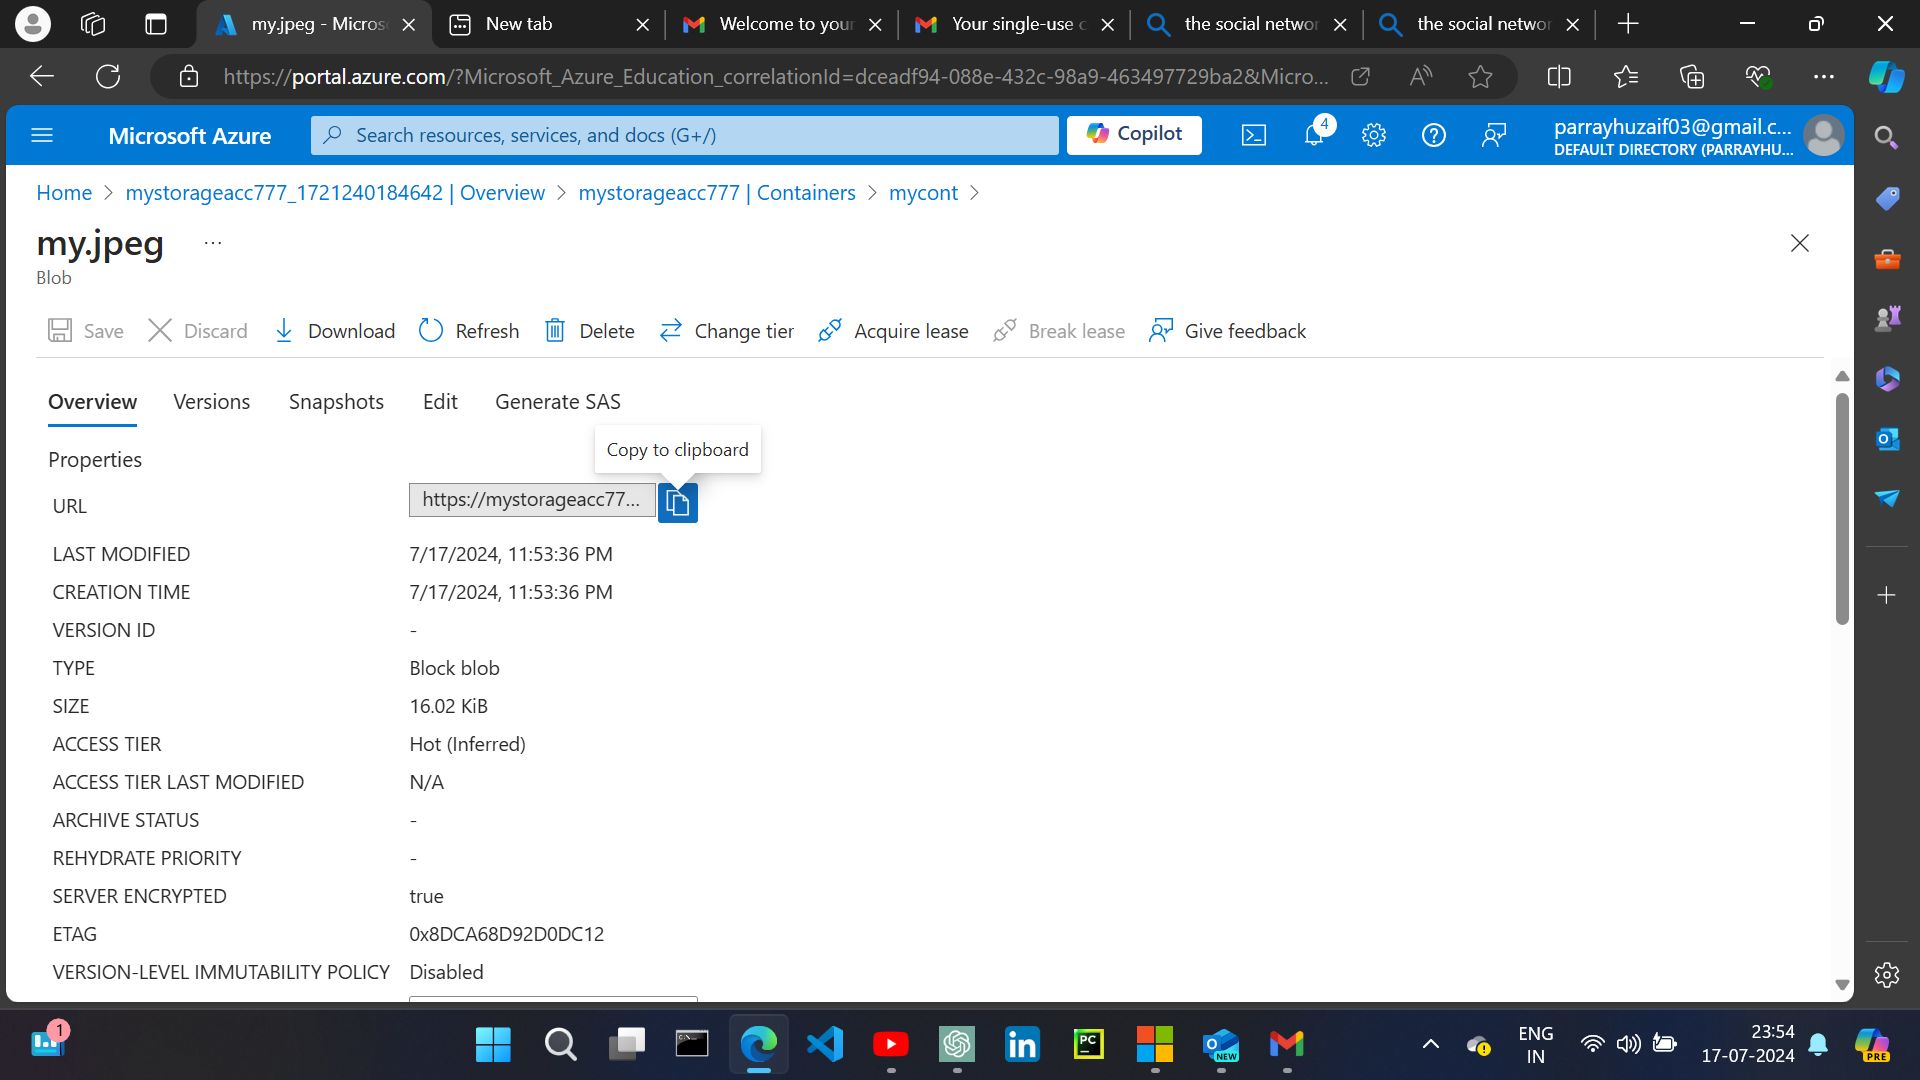 my.jpeg - Micros
New tab
Welcome to your
Your single-use c
the social networ
the social networ
https://portal.azure.com/?Microsoft_Azure_Education_correlationId=dceadf94-088e-432c-98a9-463497729ba2&Micro...
Microsoft Azure
Search resources, services, and docs (G+/)
Copilot
4
parrayhuzaif03@gmail.c...
DEFAULT DIRECTORY (PARRAYHU...
Home > mystorageacc777_1721240184642 | Overview > mystorageacc777 | Containers > mycont >
my.jpeg ...
Blob
Save Discard Download Refresh Delete Change tier Acquire lease Break lease Give feedback
Overview Versions Snapshots Edit Generate SAS
Copy to clipboard
Properties
URL https://mystorageacc77...
LAST MODIFIED 7/17/2024, 11:53:36 PM
CREATION TIME 7/17/2024, 11:53:36 PM
VERSION ID -
TYPE Block blob
SIZE 16.02 KiB
ACCESS TIER Hot (Inferred)
ACCESS TIER LAST MODIFIED N/A
ARCHIVE STATUS -
REHYDRATE PRIORITY -
SERVER ENCRYPTED true
ETAG 0x8DCA68D92D0DC12
VERSION-LEVEL IMMUTABILITY POLICY Disabled
1
PC
NEW
ENG
IN
23:54
17-07-2024
PRE